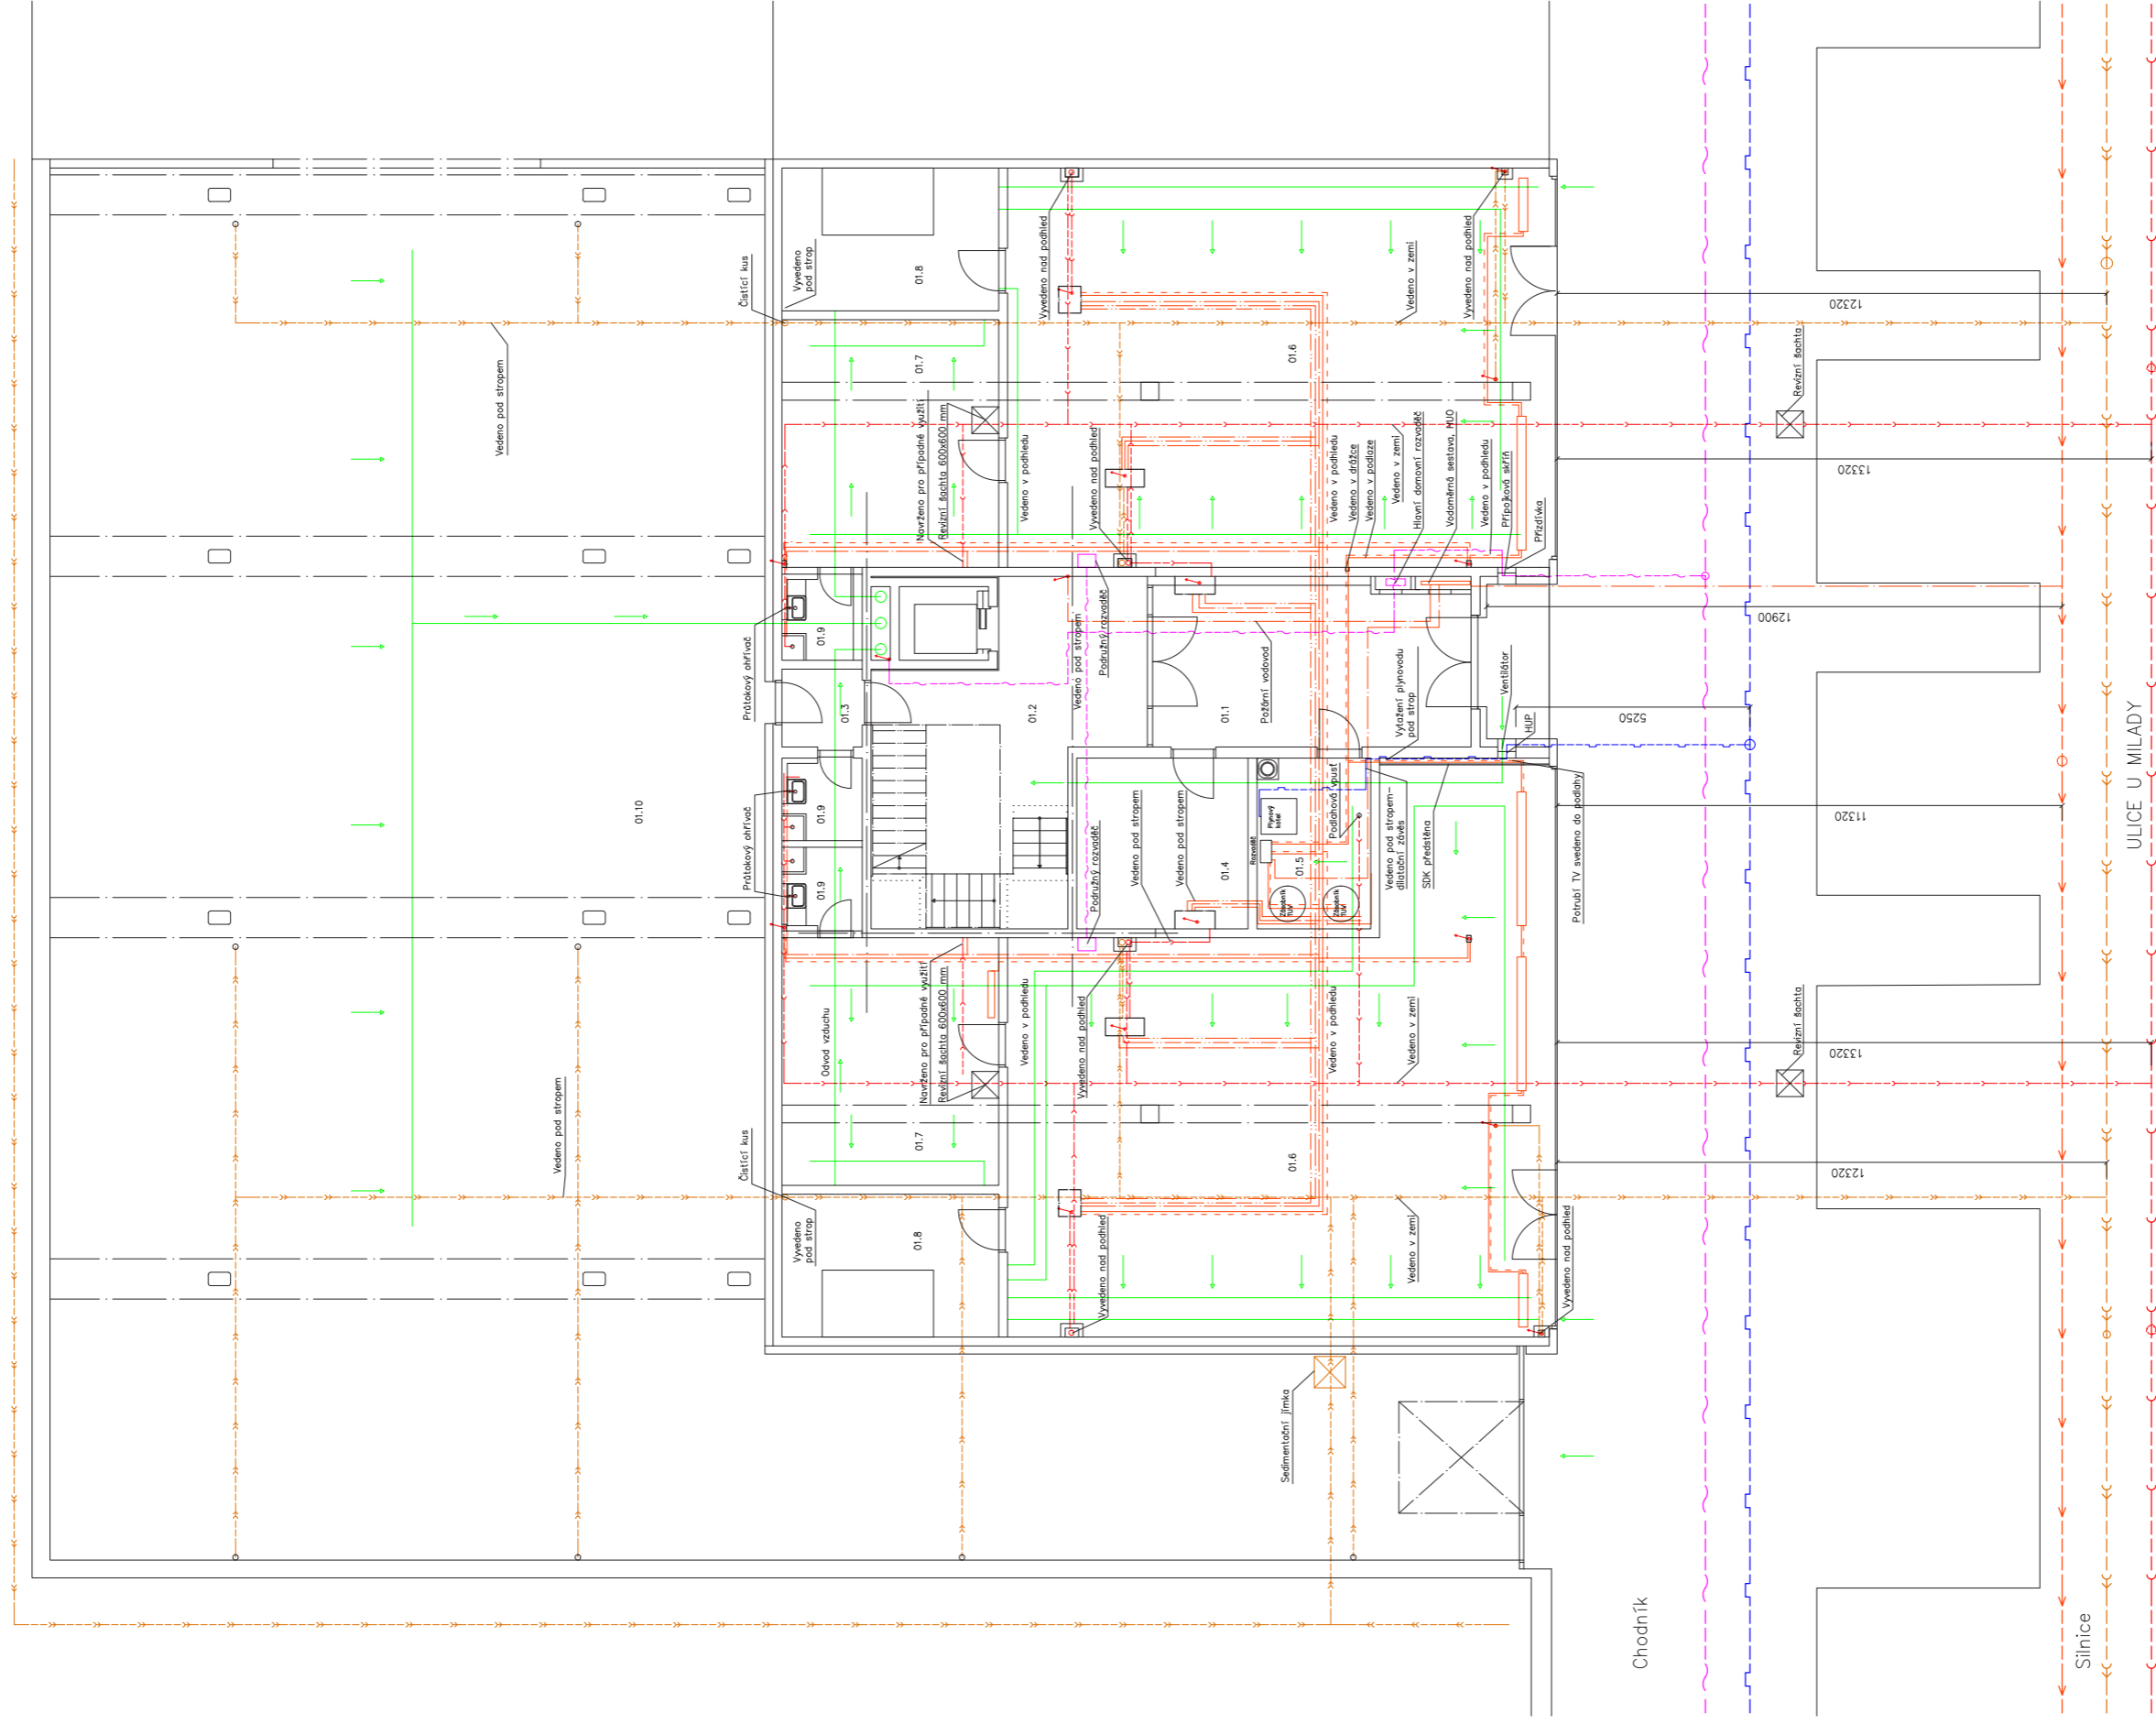 Vedeno pod stropem
Čistící kus
Vyvedeno
pod strop
01.8
Vyvedeno nad podhled
Vedeno v zemi
Vyvedeno nad podhled
12320
01.7
01.6
Navrženo pro případné využití
Revizní šachta 600x600 mm
Vedeno v podhledu
Vyvedeno nad podhled
Vedeno v podhledu
Vedeno v drážce
Vedeno v podlaze
Vedeno v zemi
Hlavní domovní rozvaděč
Vodoměrná sestava, HUO
Vedeno v podhledu
Přípojková skříň
Přizdívka
Revizní šachta
13320
Průtokový ohřívač
01.9
01.3
01.2
Vedeno pod stropem
Podružný rozvaděč
01.1
Požární vodovod
Vytažení plynovodu
pod strop
Ventilátor
HUP
12900
5250
01.10
Průtokový ohřívač
01.9
01.9
Podružný rozvaděč
Vedeno pod stropem
Vedeno pod stropem
01.4
Rozvaděč
Plynový
kotel
01.5
Zásobník
TUV
Zásobník
TUV
Podlahová vpusť
Vedeno pod stropem-
dilatační závěs
SDK předstěna
Potrubí TV svedeno do podlahy
11320
ULICE U MILADY
Odvod vzduchu
Navrženo pro případné využití
Revizní šachta 600x600 mm
Vedeno v podhledu
Vyvedeno nad podhled
Vedeno v podhledu
Vedeno v zemi
Revizní šachta
13320
Vedeno pod stropem
Čistící kus
01.7
01.6
Vyvedeno
pod strop
01.8
Vyvedeno nad podhled
Vedeno v zemi
Vyvedeno nad podhled
12320
Sedimentační jímka
Chodník
Silnice